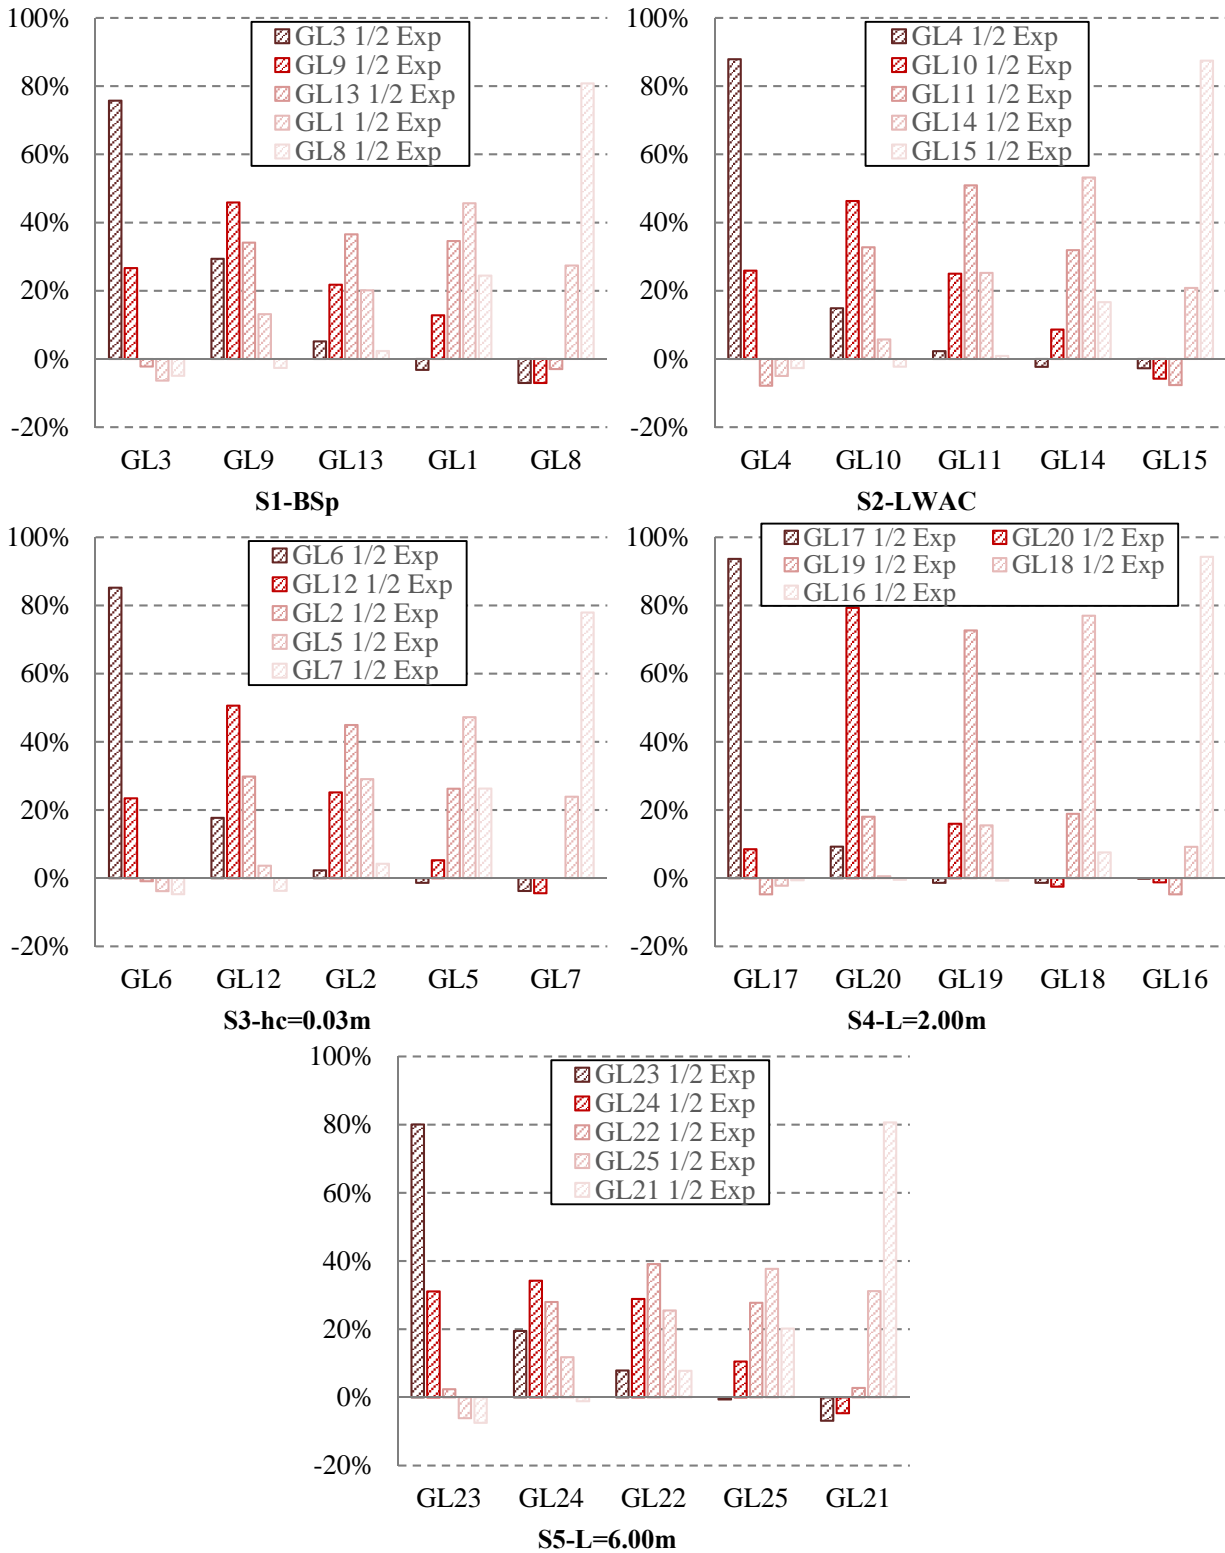 100%
80%
60%
40%
20%
0%
-20%
GL3 1/2 Exp
GL9 1/2 Exp
GL13 1/2 Exp
GL1 1/2 Exp
GL8 1/2 Exp
GL3 GL9 GL13 GL1 GL8
S1-BSp
100%
80%
60%
40%
20%
0%
-20%
GL4 1/2 Exp
GL10 1/2 Exp
GL11 1/2 Exp
GL14 1/2 Exp
GL15 1/2 Exp
GL4 GL10 GL11 GL14 GL15
S2-LWAC
100%
80%
60%
40%
20%
0%
-20%
GL6 1/2 Exp
GL12 1/2 Exp
GL2 1/2 Exp
GL5 1/2 Exp
GL7 1/2 Exp
GL6 GL12 GL2 GL5 GL7
S3-hc=0.03m
100%
80%
60%
40%
20%
0%
-20%
GL17 1/2 Exp GL20 1/2 Exp
GL19 1/2 Exp GL18 1/2 Exp
GL16 1/2 Exp
GL17 GL20 GL19 GL18 GL16
S4-L=2.00m
100%
80%
60%
40%
20%
0%
-20%
GL23 1/2 Exp
GL24 1/2 Exp
GL22 1/2 Exp
GL25 1/2 Exp
GL21 1/2 Exp
GL23 GL24 GL22 GL25 GL21
S5-L=6.00m